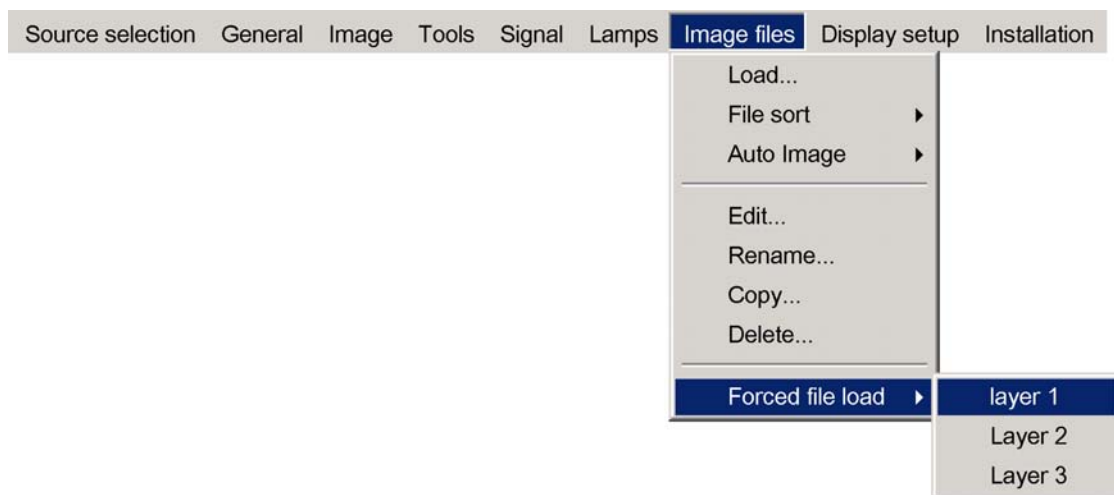 Source selection General Image Tools Signal Lamps Image files Display setup Installation
Load...
File sort
Auto Image
Edit...
Rename...
Copy...
Delete...
Forced file load
layer 1
Layer 2
Layer 3